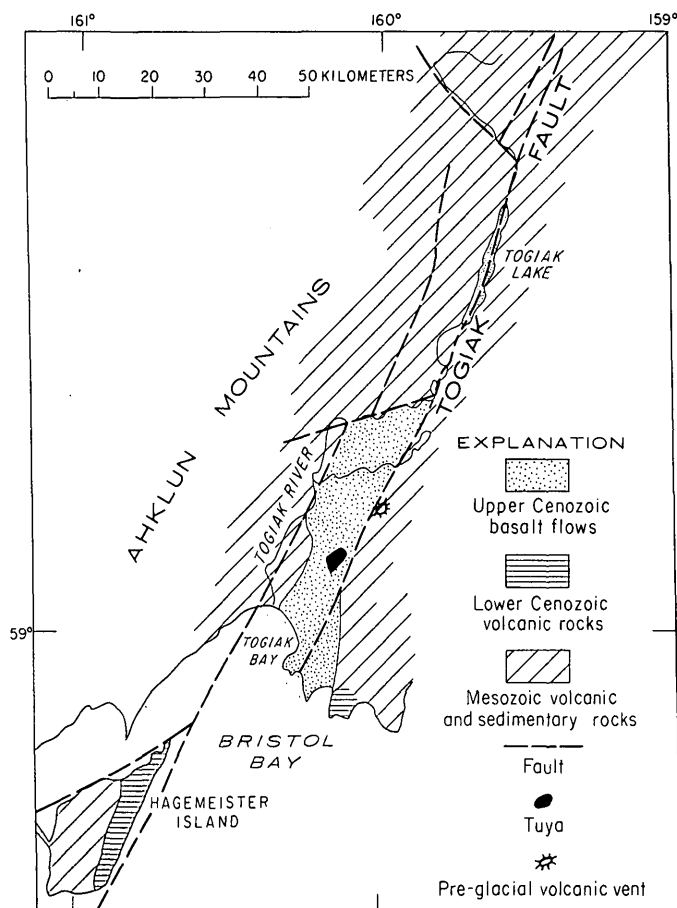 161° 160° 159°
0 10 20 30 40 50 KILOMETERS
FAULT
TOGIAK
LAKE
TOGIAK
AHKLUN MOUNTAINS
TOGIAK RIVER
59°
TOGIAK
BAY
BRISTOL
BAY
HAGEMEISTER
ISLAND
EXPLANATION
Upper Cenozoic
basalt flows
Lower Cenozoic
volcanic rocks
Mesozoic volcanic
and sedimentary rocks
Fault
Tuya
Pre-glacial volcanic vent